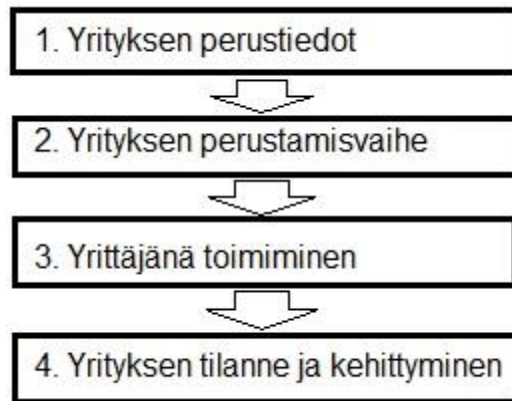 1. Yrityksen perustiedot
2. Yrityksen perustamisvaihe
3. Yrittäjänä toimiminen
4. Yrityksen tilanne ja kehittyminen